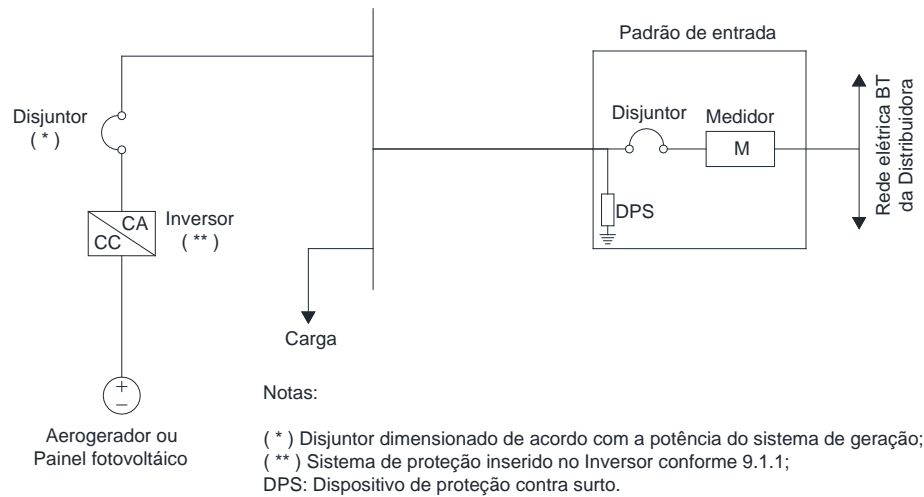 Padrão de entrada
Disjuntor
( * )
Disjuntor
Medidor
M
Rede elétrica BT
da Distribuidora
CA
CC
Inversor
( ** )
DPS
Carga
+
−
Aerogerador ou
Painel fotovoltáico
Notas:
( * ) Disjuntor dimensionado de acordo com a potência do sistema de geração;
( ** ) Sistema de proteção inserido no Inversor conforme 9.1.1;
DPS: Dispositivo de proteção contra surto.